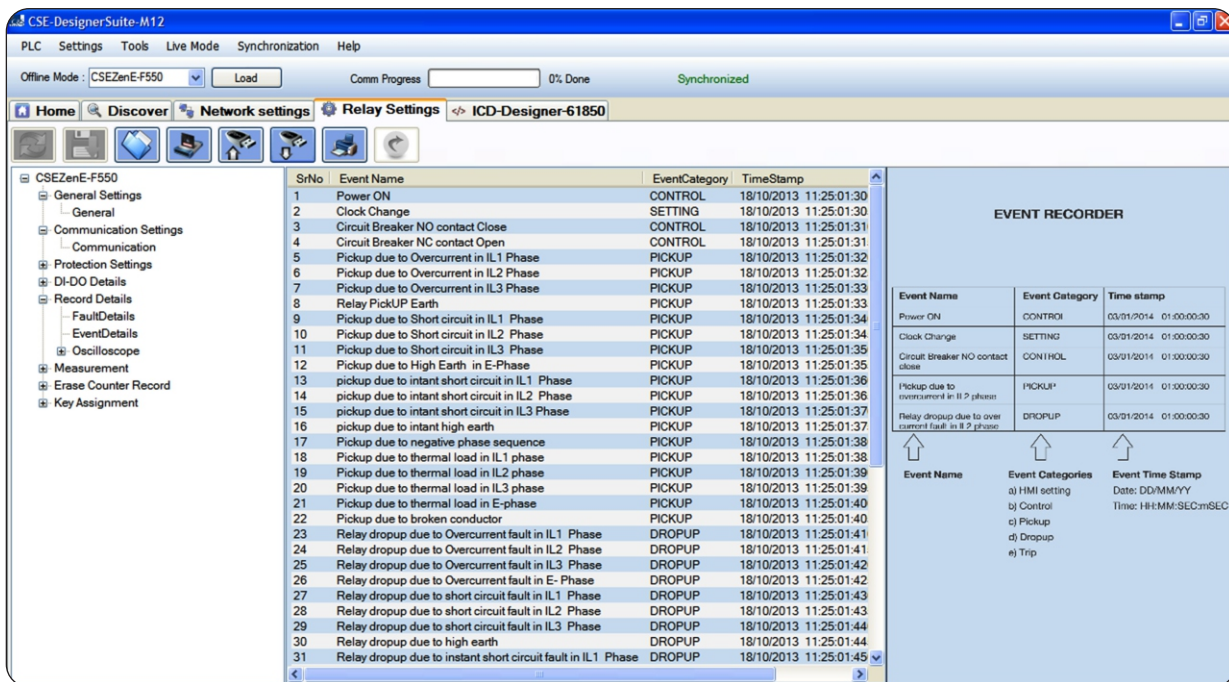 CSE-DesignerSuite-M12
PLC Settings Tools Live Mode Synchronization Help
Offline Mode : CSEZenE-F550 Load Comm Progress 0% Done Synchronized
Home Discover Network settings Relay Settings ICD-Designer-61850
CSEZenE-F550
General Settings
General
Communication Settings
Communication
Protection Settings
DI-DO Details
Record Details
FaultDetails
EventDetails
Oscilloscope
Measurement
Erase Counter Record
Key Assignment
SrNo Event Name EventCategory TimeStamp
1 Power ON CONTROL 18/10/2013 11:25:01:30
2 Clock Change SETTING 18/10/2013 11:25:01:30
3 Circuit Breaker NO contact Close CONTROL 18/10/2013 11:25:01:31
4 Circuit Breaker NC contact Open CONTROL 18/10/2013 11:25:01:31
5 Pickup due to Overcurrent in IL1 Phase PICKUP 18/10/2013 11:25:01:32
6 Pickup due to Overcurrent in IL2 Phase PICKUP 18/10/2013 11:25:01:32
7 Pickup due to Overcurrent in IL3 Phase PICKUP 18/10/2013 11:25:01:33
8 Relay PickUP Earth PICKUP 18/10/2013 11:25:01:33
9 Pickup due to Short circuit in IL1 Phase PICKUP 18/10/2013 11:25:01:34
10 Pickup due to Short circuit in IL2 Phase PICKUP 18/10/2013 11:25:01:34
11 Pickup due to Short circuit in IL3 Phase PICKUP 18/10/2013 11:25:01:35
12 Pickup due to High Earth in E-Phase PICKUP 18/10/2013 11:25:01:35
13 pickup due to intant short circuit in IL1 Phase PICKUP 18/10/2013 11:25:01:36
14 pickup due to intant short circuit in IL2 Phase PICKUP 18/10/2013 11:25:01:36
15 pickup due to intant short circuit in IL3 Phase PICKUP 18/10/2013 11:25:01:37
16 pickup due to intant high earth PICKUP 18/10/2013 11:25:01:37
17 Pickup due to negative phase sequence PICKUP 18/10/2013 11:25:01:38
18 Pickup due to thermal load in IL1 phase PICKUP 18/10/2013 11:25:01:38
19 Pickup due to thermal load in IL2 phase PICKUP 18/10/2013 11:25:01:39
20 Pickup due to thermal load in IL3 phase PICKUP 18/10/2013 11:25:01:39
21 Pickup due to thermal load in E-phase PICKUP 18/10/2013 11:25:01:40
22 Pickup due to broken conductor PICKUP 18/10/2013 11:25:01:40
23 Relay dropup due to Overcurrent fault in IL1 Phase DROPUP 18/10/2013 11:25:01:41
24 Relay dropup due to Overcurrent fault in IL2 Phase DROPUP 18/10/2013 11:25:01:41
25 Relay dropup due to Overcurrent fault in IL3 Phase DROPUP 18/10/2013 11:25:01:42
26 Relay dropup due to Overcurrent fault in E- Phase DROPUP 18/10/2013 11:25:01:42
27 Relay dropup due to short circuit fault in IL1 Phase DROPUP 18/10/2013 11:25:01:43
28 Relay dropup due to short circuit fault in IL2 Phase DROPUP 18/10/2013 11:25:01:43
29 Relay dropup due to short circuit fault in IL3 Phase DROPUP 18/10/2013 11:25:01:44
30 Relay dropup due to high earth DROPUP 18/10/2013 11:25:01:44
31 Relay dropup due to instant short circuit fault in IL1 Phase DROPUP 18/10/2013 11:25:01:45
EVENT RECORDER
Event Name Event Category Time stamp
Power ON CONTROL 03/01/2014 01:00:00:30
Clock Change SETTING 03/01/2014 01:00:00:30
Circuit Breaker NO contact CONTROL 03/01/2014 01:00:00:30
close
Pickup due to PICKUP 03/01/2014 01:00:00:30
overcurrent in IL2 phase
Relay dropup due to over DROPUP 03/01/2014 01:00:00:30
current fault in IL2 phase
Event Name Event Categories Event Time Stamp
a) HMI setting Date: DD/MM/YY
b) Control Time: HH:MM:SEC:mSEC
c) Pickup
d) Dropup
e) Trip